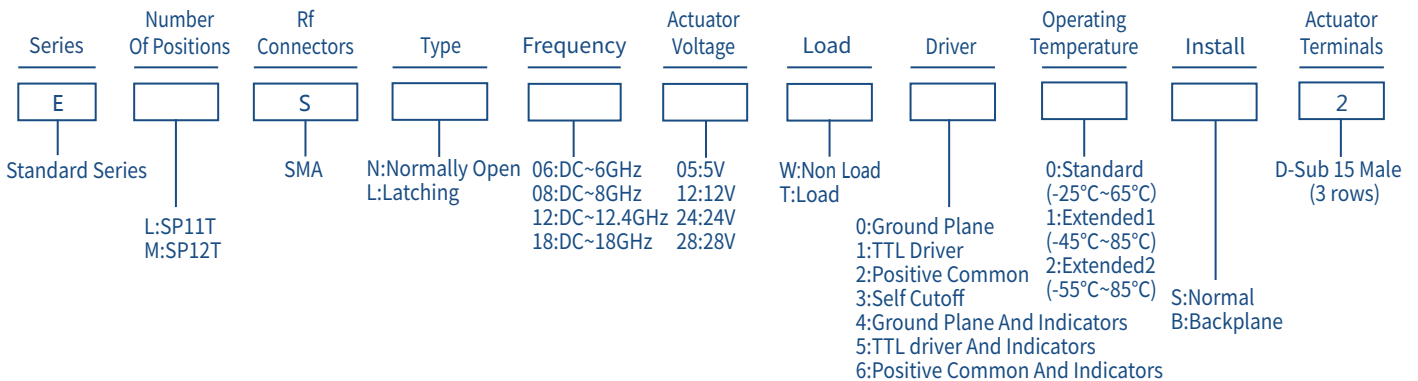 Series
Number
Of Positions
Rf
Connectors
Type
Frequency
Actuator
Voltage
Load
Driver
Operating
Temperature
Install
Actuator
Terminals
E
S
2
Standard Series
L:SP11T
M:SP12T
SMA
N:Normally Open
L:Latching
06:DC~6GHz
08:DC~8GHz
12:DC~12.4GHz
18:DC~18GHz
05:5V
12:12V
24:24V
28:28V
W:Non Load
T:Load
0:Ground Plane
1:TTL Driver
2:Positive Common
3:Self Cutoff
4:Ground Plane And Indicators
5:TTL driver And Indicators
6:Positive Common And Indicators
0:Standard
(-25°C~65°C)
1:Extended1
(-45°C~85°C)
2:Extended2
(-55°C~85°C)
S:Normal
B:Backplane
D-Sub 15 Male
(3 rows)